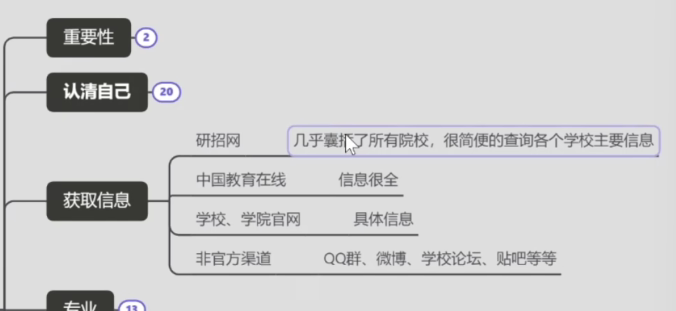 重要性 2
认清自己 20
获取信息
研招网 几乎囊括了所有院校，很简便的查询各个学校主要信息
中国教育在线 信息很全
学校、学院官网 具体信息
非官方渠道 QQ群、微博、学校论坛、贴吧等等
专业 13